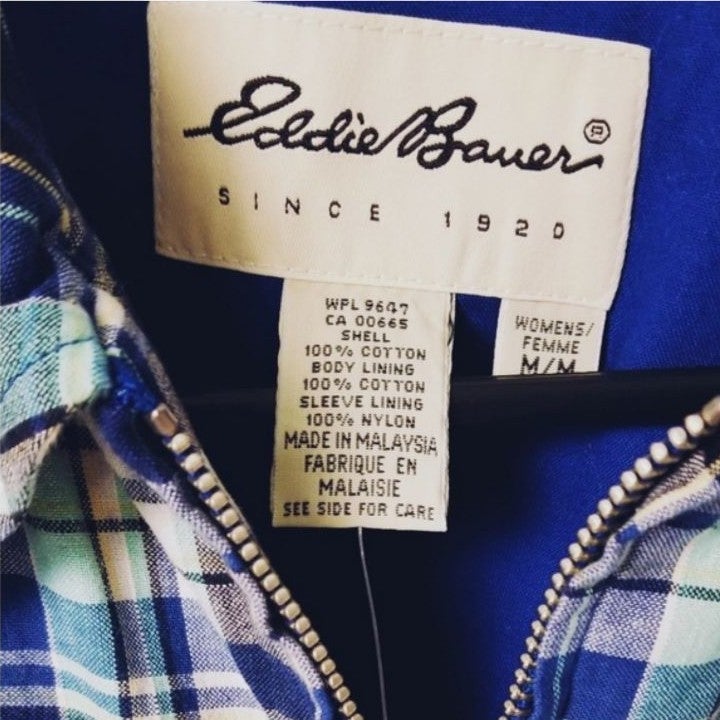 Eddie Bauer ®
SINCE 1920
WPL 9647
CA 00665
SHELL
100% COTTON
BODY LINING
100% COTTON
SLEEVE LINING
100% NYLON
MADE IN MALAYSIA
FABRIQUE EN
MALAISIE
SEE SIDE FOR CARE
WOMENS/
FEMME
M/M